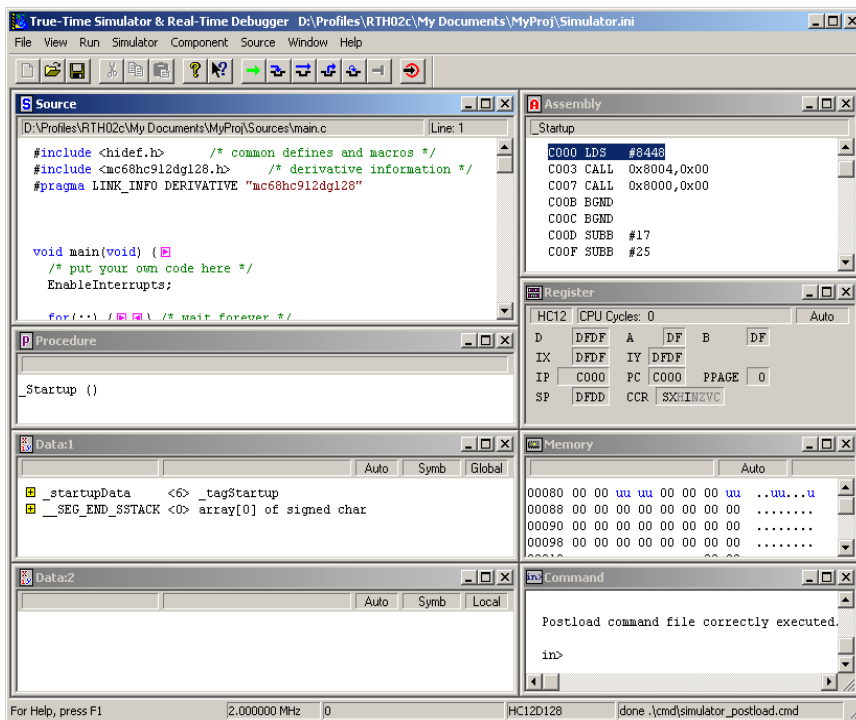 True-Time Simulator & Real-Time Debugger D:\Profiles\RTH02c\My Documents\MyProj\Simulator.ini
File View Run Simulator Component Source Window Help
Source
D:\Profiles\RTH02c\My Documents\MyProj\Sources\main.c Line: 1
#include <hidef.h> /* common defines and macros */
#include <mc68hc912dg128.h> /* derivative information */
#pragma LINK_INFO DERIVATIVE "mc68hc912dg128"
void main(void) {
/* put your own code here */
EnableInterrupts;
for(;;) { } /* wait forever */
Assembly
_Startup
C000 LDS #8448
C003 CALL 0x8004,0x00
C007 CALL 0x8000,0x00
C00B BGND
C00C BGND
C00D SUBB #17
C00F SUBB #25
Register
HC12 CPU Cycles: 0 Auto
D DFDF A DF B DF
IX DFDF IY DFDF
IP C000 PC C000 PPAGE 0
SP DFDD CCR SXHINZVC
Procedure
_Startup ()
Data:1
Auto Symb Global
_startupData <6> _tagStartup
__SEG_END_SSTACK <0> array[0] of signed char
Memory
Auto
00080 00 00 uu uu 00 00 00 uu ..uu...u
00088 00 00 00 00 00 00 00 00 ........
00090 00 00 00 00 00 00 00 00 ........
00098 00 00 00 00 00 00 00 00 ........
Data:2
Auto Symb Local
Command
Postload command file correctly executed.
in>
For Help, press F1 2.000000 MHz 0 HC12D128 done .\cmd\simulator_postload.cmd